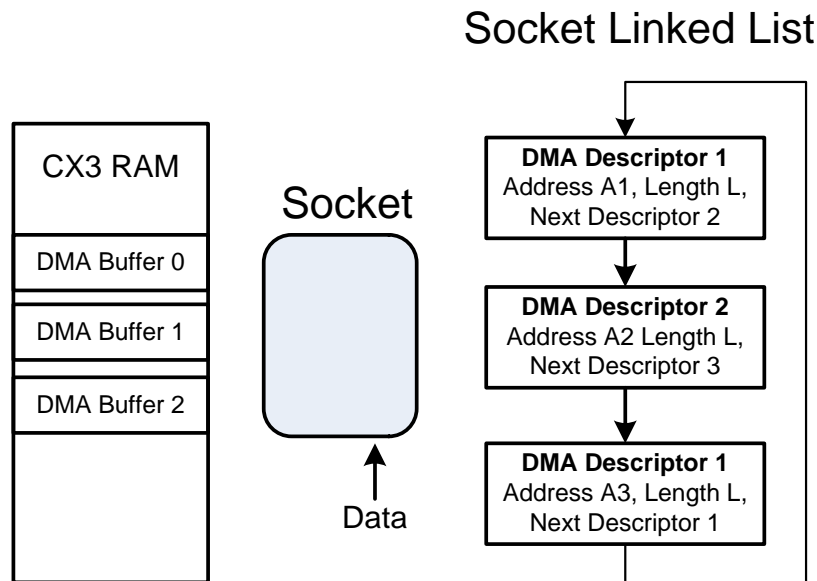 Socket Linked List
CX3 RAM
DMA Buffer 0
DMA Buffer 1
DMA Buffer 2
Socket
Data
DMA Descriptor 1
Address A1, Length L,
Next Descriptor 2
DMA Descriptor 2
Address A2 Length L,
Next Descriptor 3
DMA Descriptor 1
Address A3, Length L,
Next Descriptor 1